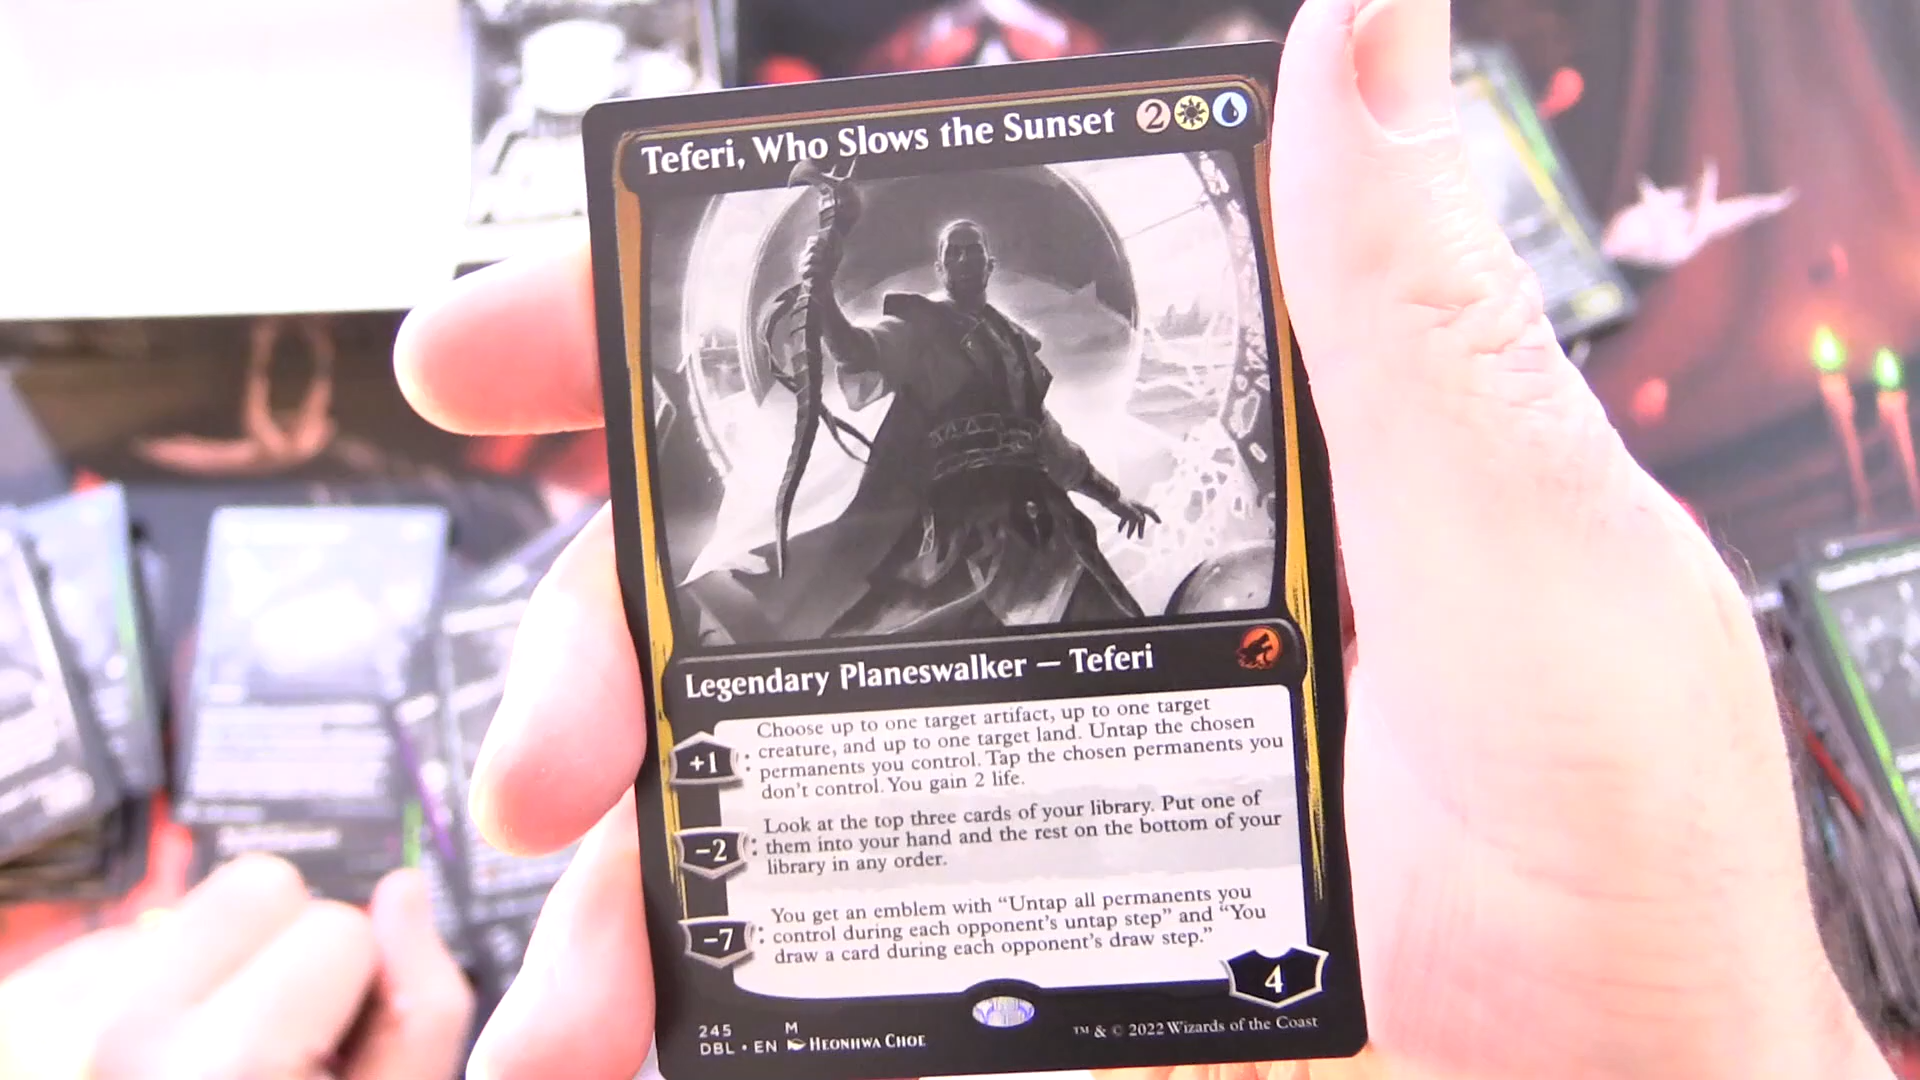 Teferi, Who Slows the Sunset 2
Legendary Planeswalker — Teferi
Choose up to one target artifact, up to one target
creature, and up to one target land. Untap the chosen
+1 : permanents you control. Tap the chosen permanents you
don't control. You gain 2 life.
Look at the top three cards of your library. Put one of
−2 : them into your hand and the rest on the bottom of your
library in any order.
You get an emblem with “Untap all permanents you
−7 : control during each opponent's untap step” and “You
draw a card during each opponent's draw step.”
4
245 M
DBL • EN HEONHWA CHOE
™ & © 2022 Wizards of the Coast